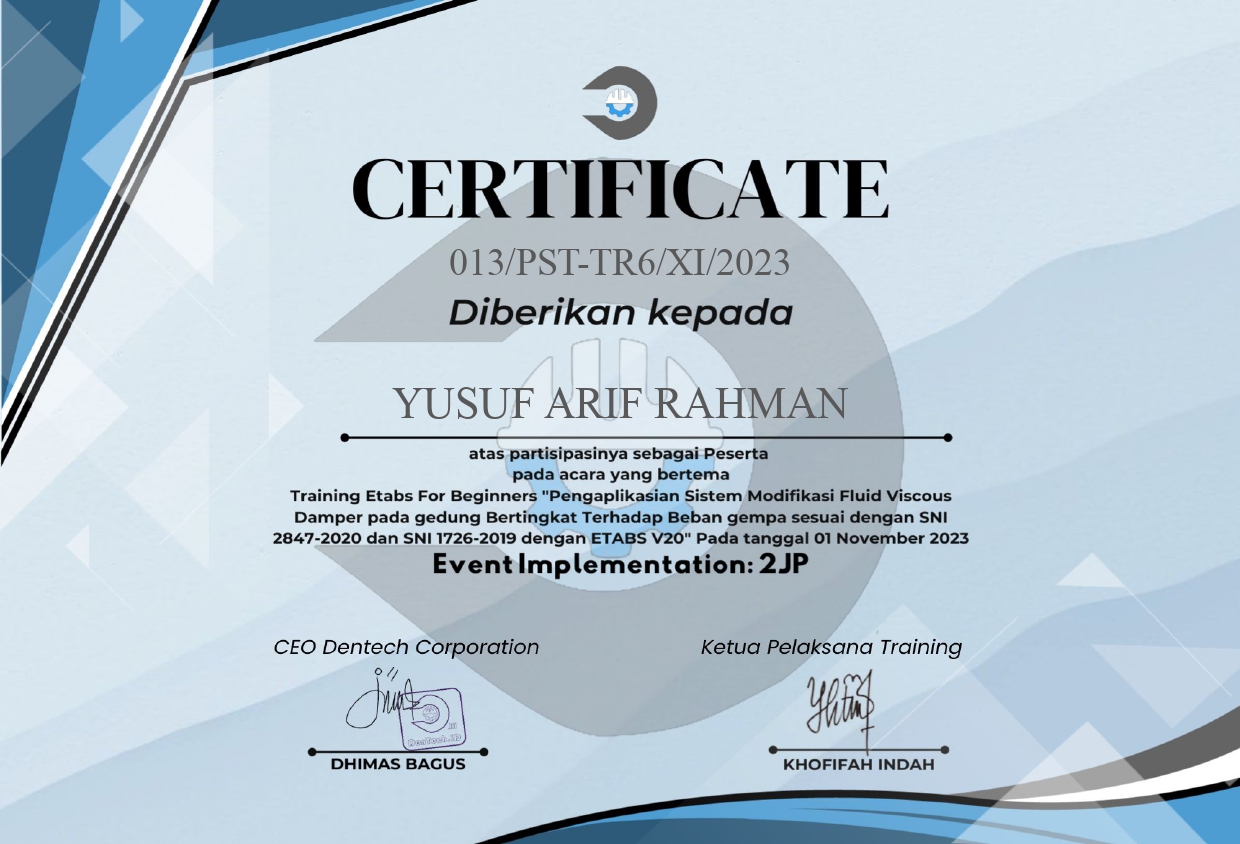 CERTIFICATE
013/PST-TR6/XI/2023
Diberikan kepada
YUSUF ARIF RAHMAN
atas partisipasinya sebagai Peserta
pada acara yang bertema
Training Etabs For Beginners "Pengaplikasian Sistem Modifikasi Fluid Viscous
Damper pada gedung Bertingkat Terhadap Beban gempa sesuai dengan SNI
2847-2020 dan SNI 1726-2019 dengan ETABS V20" Pada tanggal 01 November 2023
Event Implementation: 2JP
CEO Dentech Corporation
Ketua Pelaksana Training
DenTech.ID
DHIMAS BAGUS
KHOFIFAH INDAH